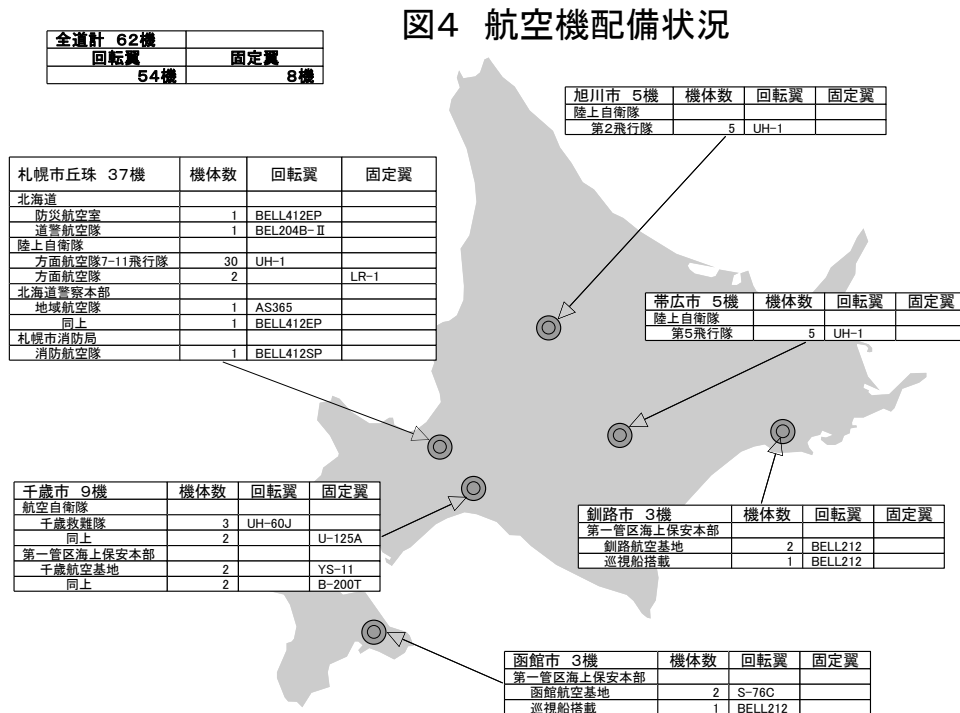 図4 航空機配備状況
全道計 62機
回転翼 固定翼
54機 8機
旭川市 5機 機体数 回転翼 固定翼
陸上自衛隊
第2飛行隊 5 UH-1
札幌市丘珠 37機 機体数 回転翼 固定翼
北海道
防災航空室 1 BELL412EP
道警航空隊 1 BEL204B-Ⅱ
陸上自衛隊
方面航空隊7-11飛行隊 30 UH-1
方面航空隊 2 LR-1
北海道警察本部
地域航空隊 1 AS365
同上 1 BELL412EP
札幌市消防局
消防航空隊 1 BELL412SP
帯広市 5機 機体数 回転翼 固定翼
陸上自衛隊
第5飛行隊 5 UH-1
千歳市 9機 機体数 回転翼 固定翼
航空自衛隊
千歳救難隊 3 UH-60J
同上 2 U-125A
第一管区海上保安本部
千歳航空基地 2 YS-11
同上 2 B-200T
釧路市 3機 機体数 回転翼 固定翼
第一管区海上保安本部
釧路航空基地 2 BELL212
巡視船搭載 1 BELL212
函館市 3機 機体数 回転翼 固定翼
第一管区海上保安本部
函館航空基地 2 S-76C
巡視船搭載 1 BELL212